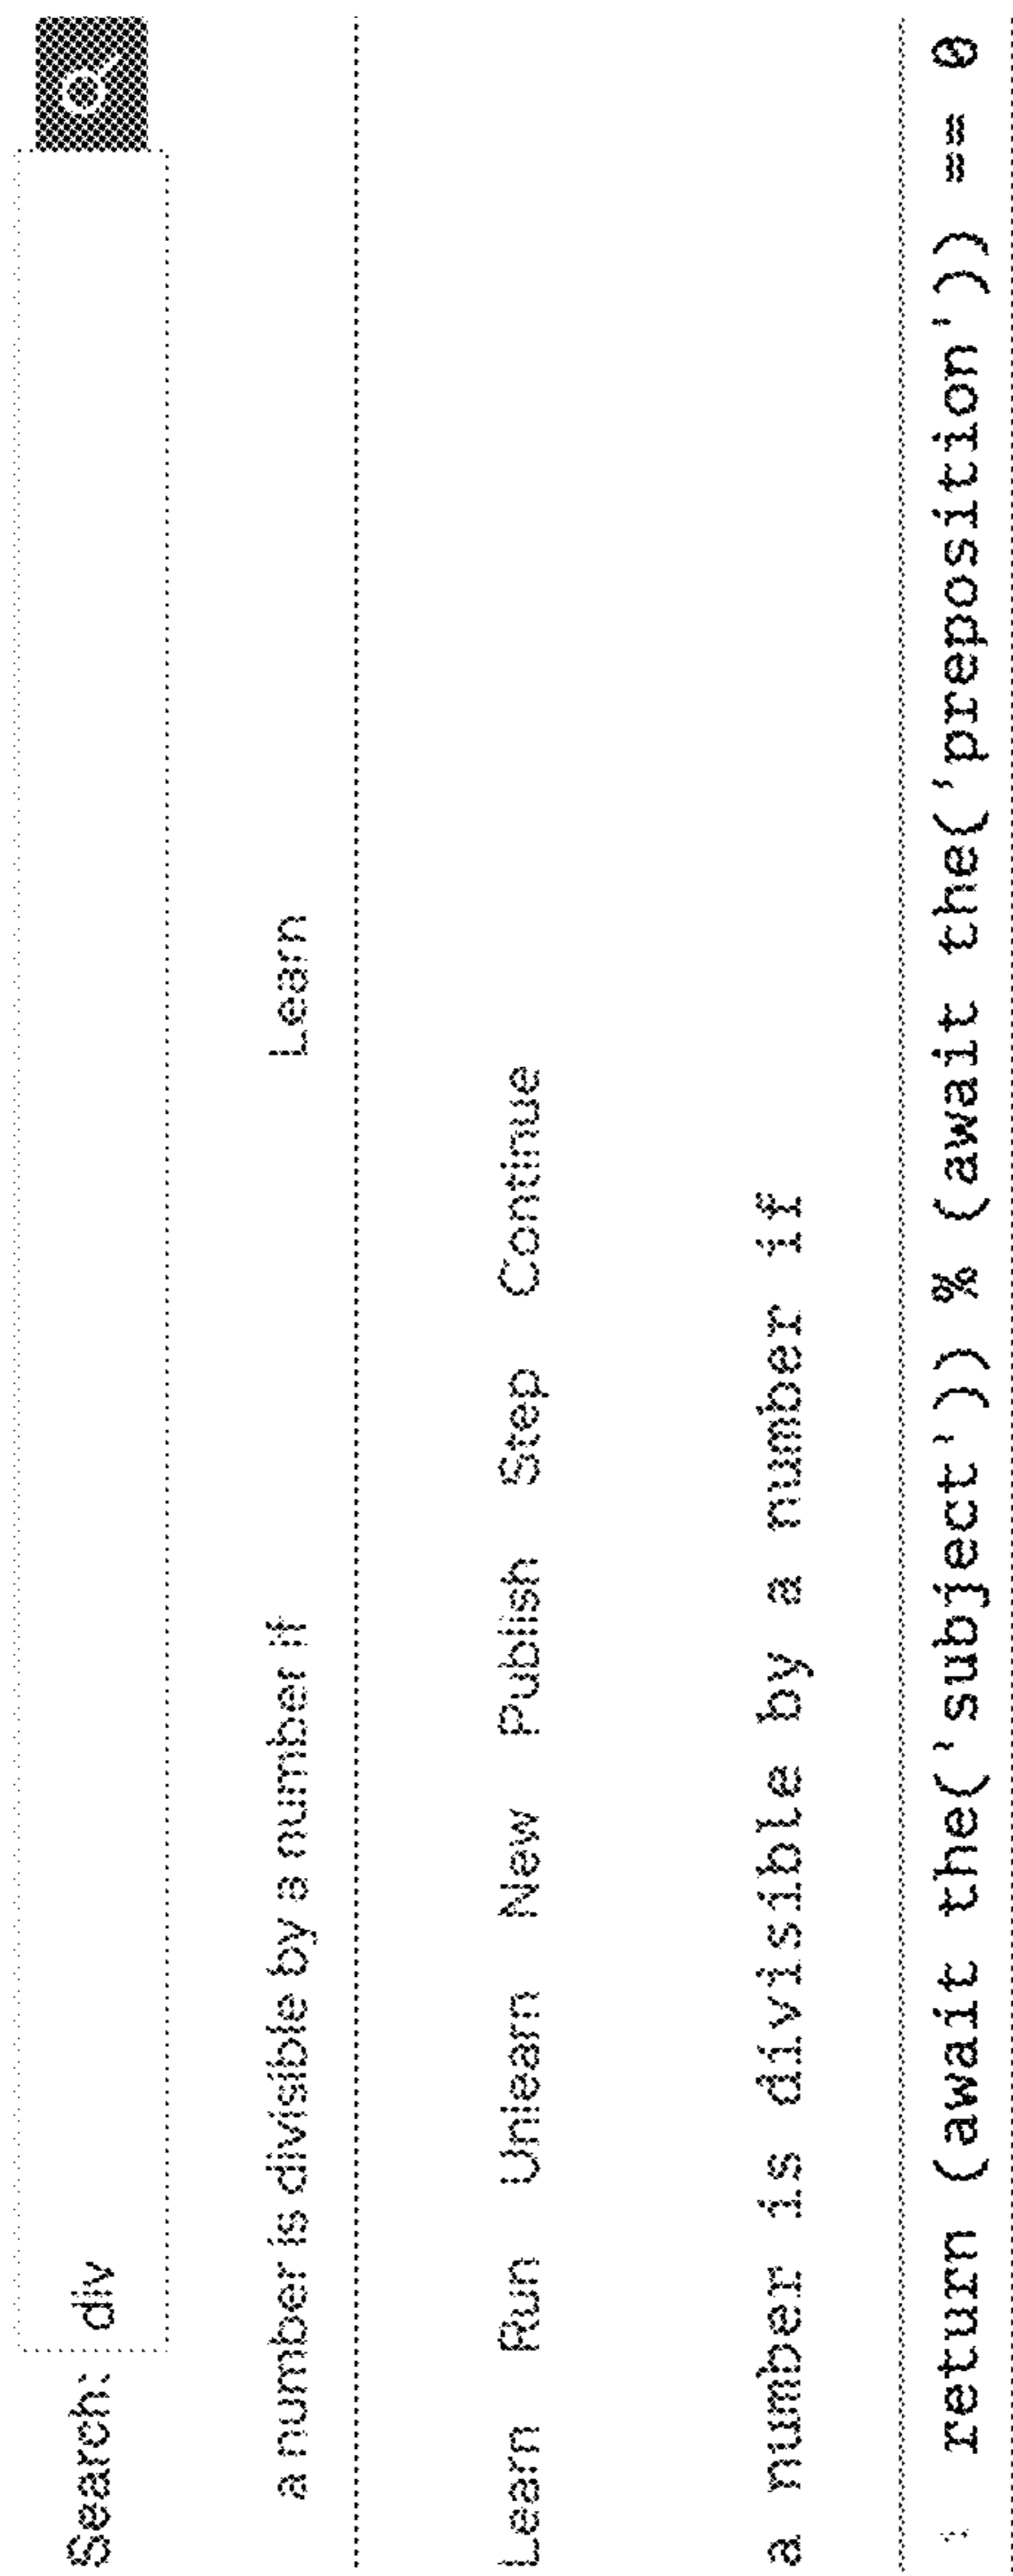 Search: div
a number is divisible by a number if Learn
Learn Run Unlearn New Publish Step Continue
a number is divisible by a number if
return (await the('subject')) % (await the('preposition')) == 0